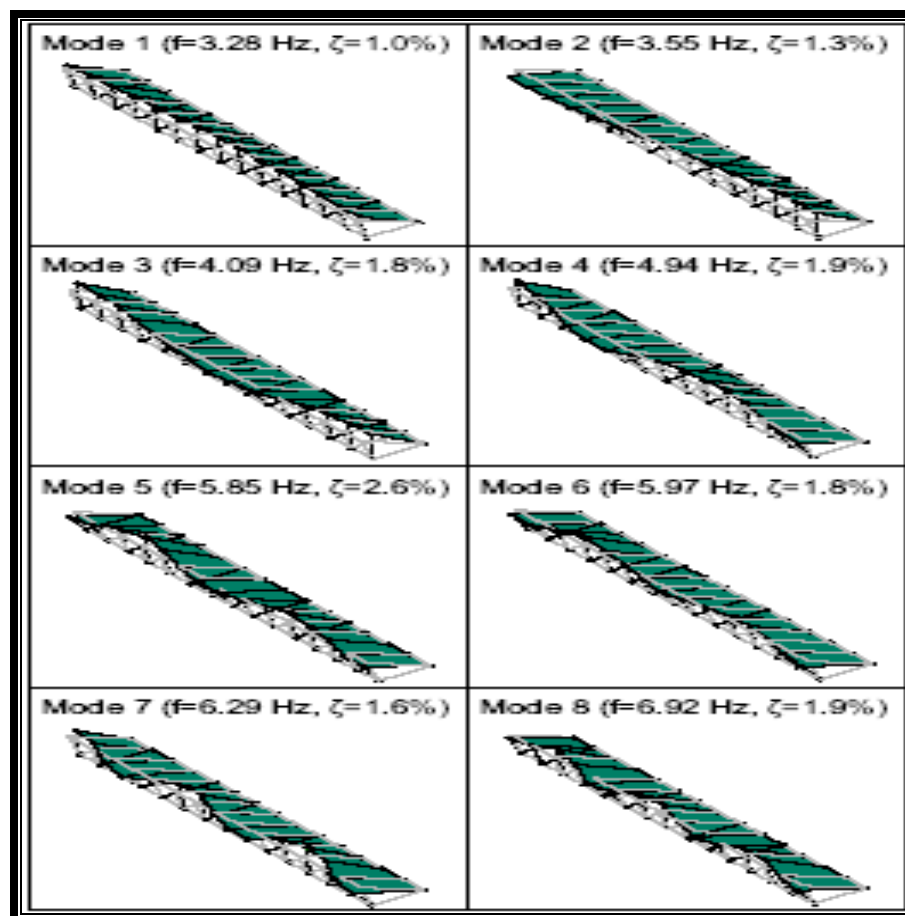 Mode 1 (f=3.28 Hz, ζ=1.0%)
Mode 2 (f=3.55 Hz, ζ=1.3%)
Mode 3 (f=4.09 Hz, ζ=1.8%)
Mode 4 (f=4.94 Hz, ζ=1.9%)
Mode 5 (f=5.85 Hz, ζ=2.6%)
Mode 6 (f=5.97 Hz, ζ=1.8%)
Mode 7 (f=6.29 Hz, ζ=1.6%)
Mode 8 (f=6.92 Hz, ζ=1.9%)